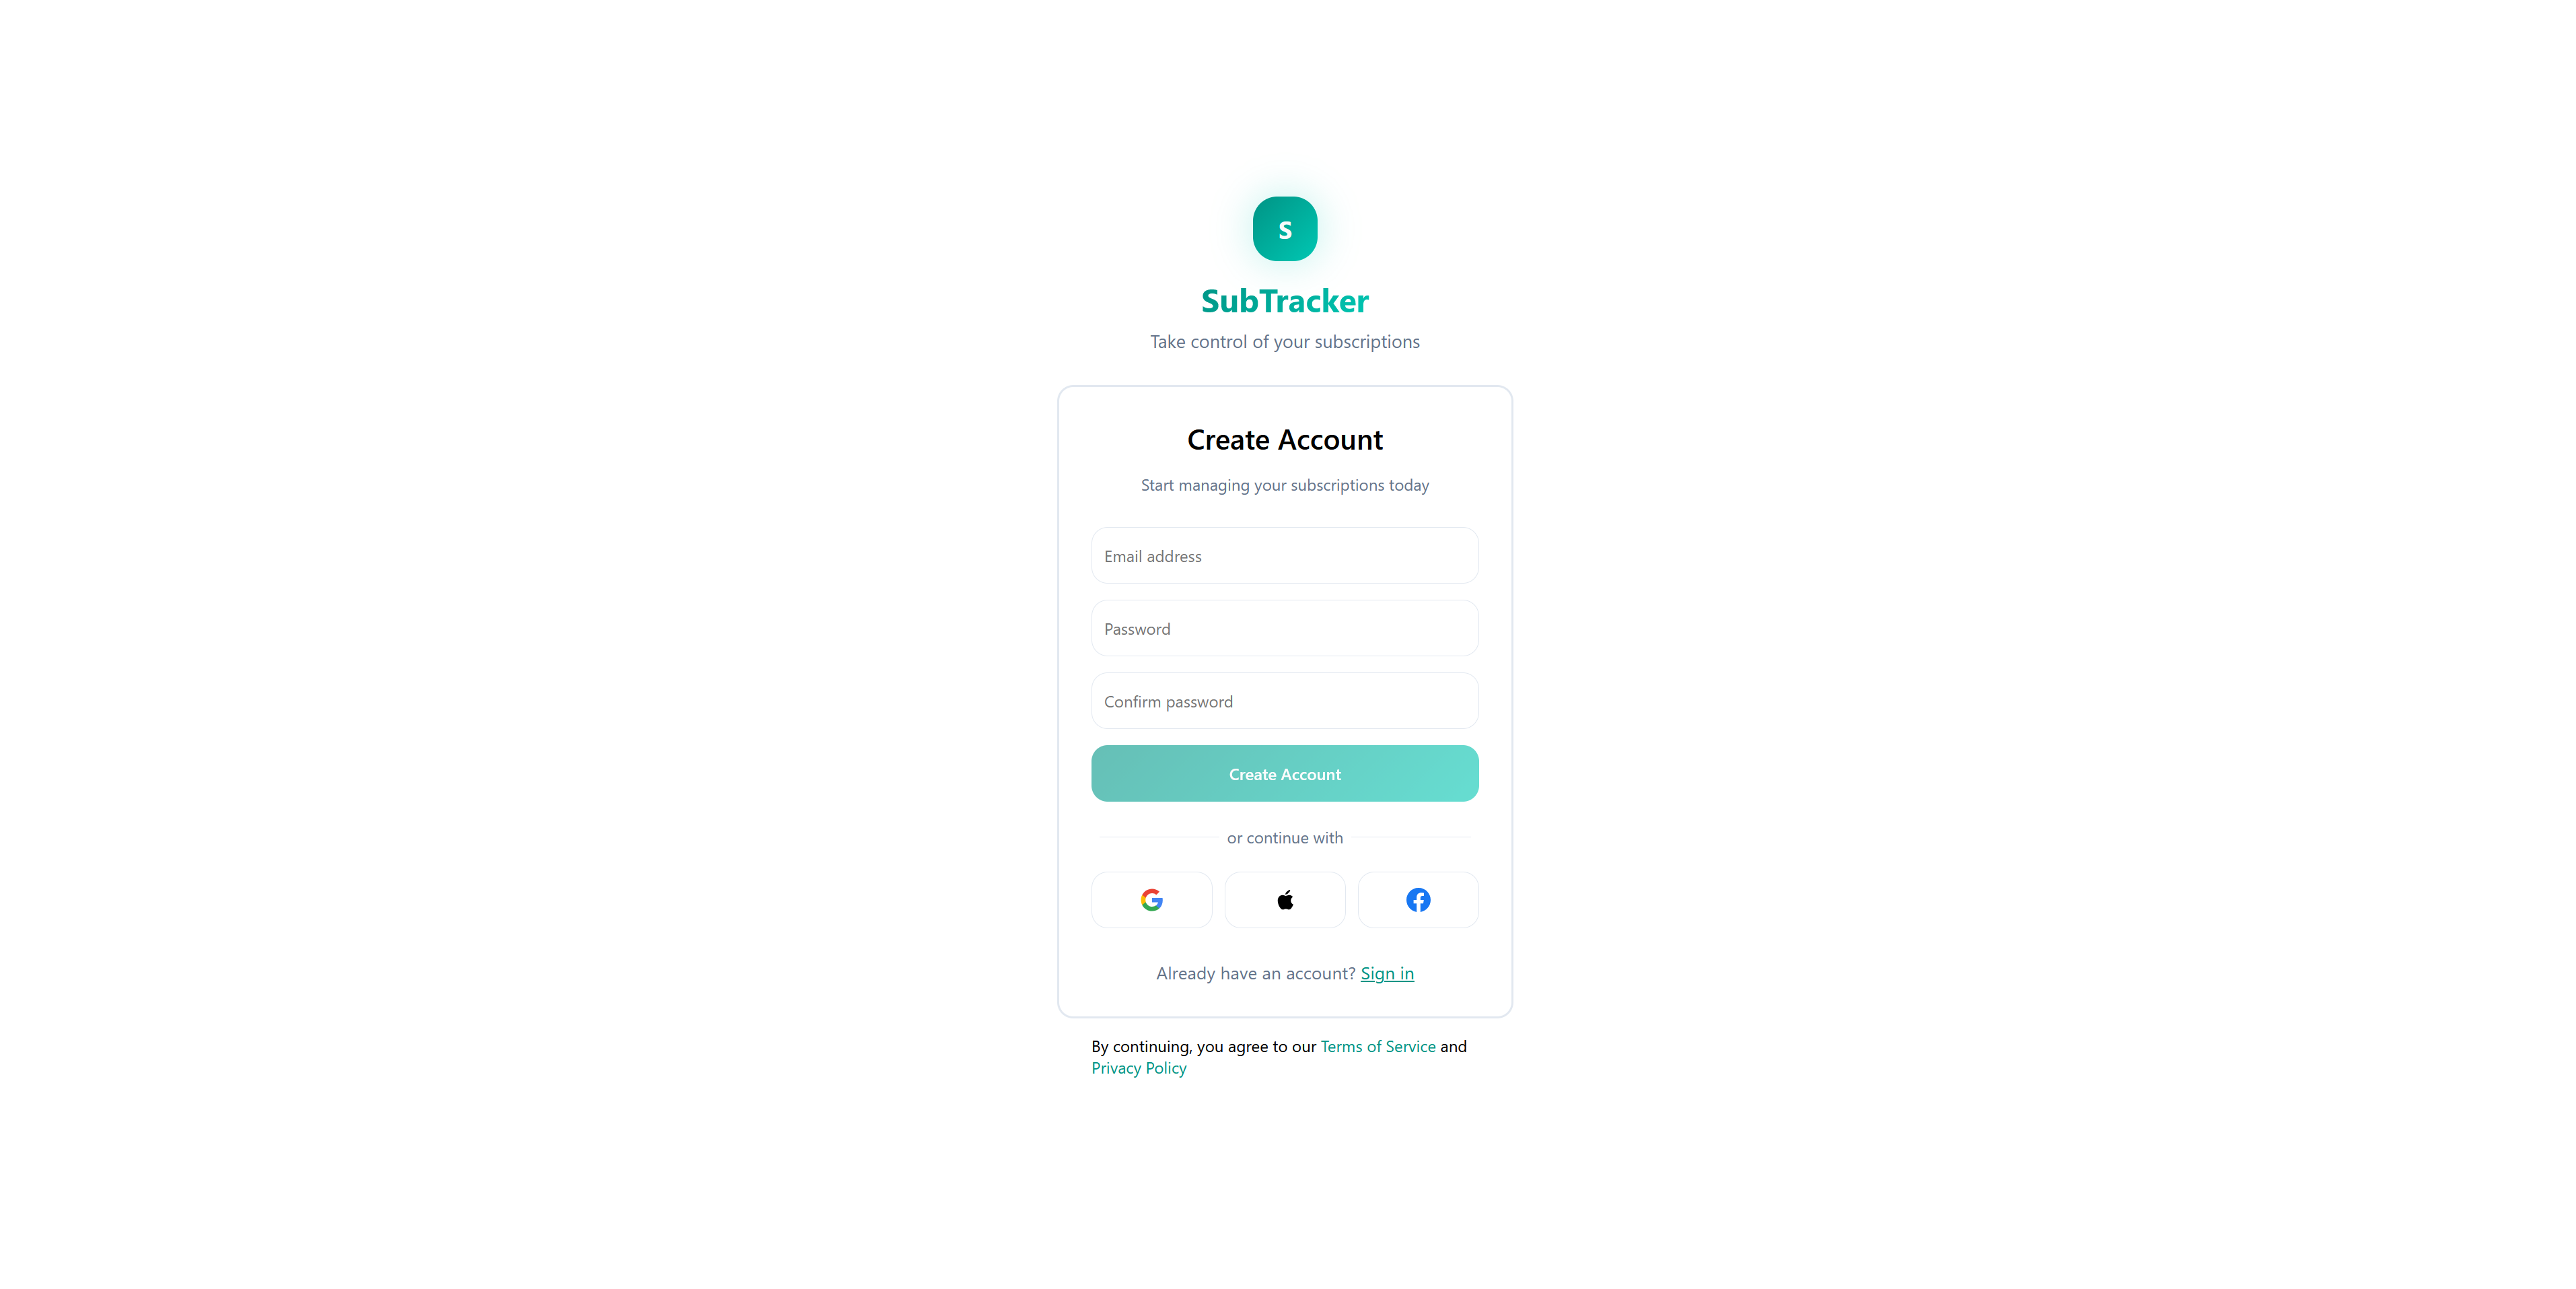 S
SubTracker
Take control of your subscriptions
Create Account
Start managing your subscriptions today
Email address
Password
Confirm password
Create Account
or continue with
Already have an account? Sign in
By continuing, you agree to our Terms of Service and
Privacy Policy